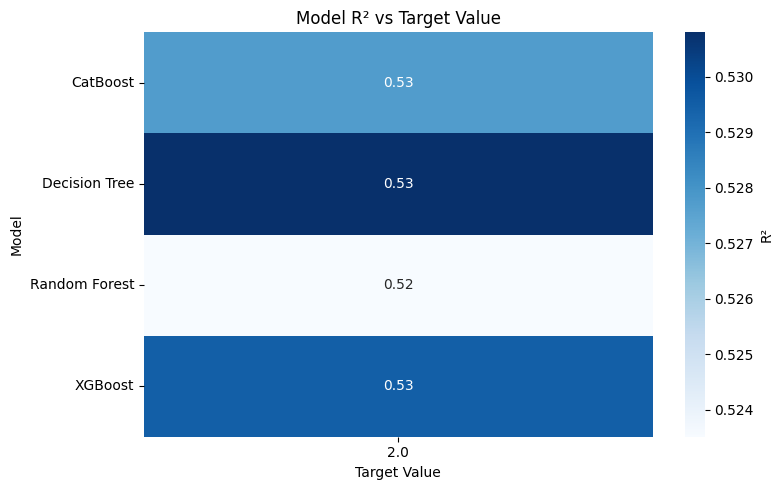 Model R² vs Target Value
Model
CatBoost
Decision Tree
Random Forest
XGBoost
0.53
0.53
0.52
0.53
2.0
Target Value
0.530
0.529
0.528
0.527
0.526
0.525
0.524
R²